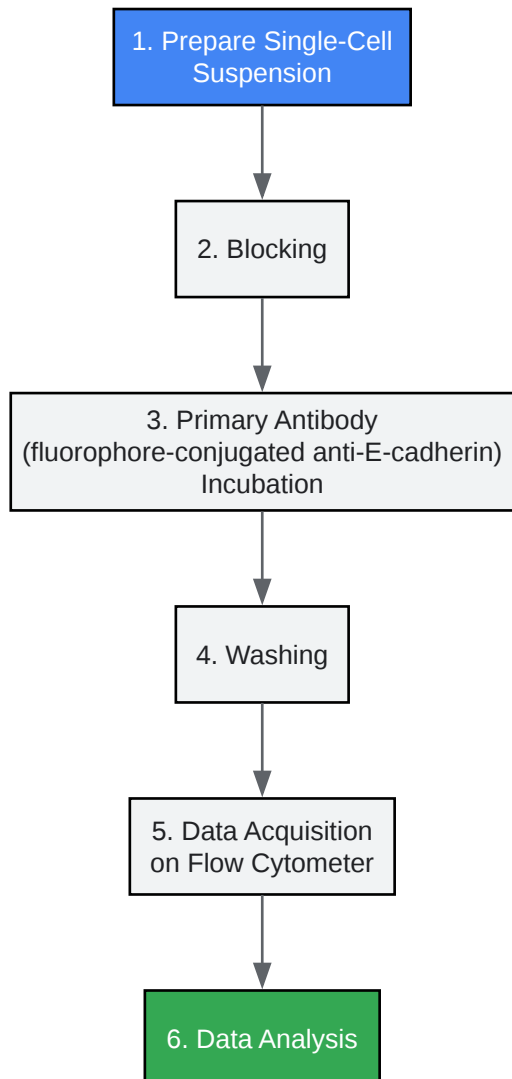 1. Prepare Single-Cell
Suspension
2. Blocking
3. Primary Antibody
(fluorophore-conjugated anti-E-cadherin)
Incubation
4. Washing
5. Data Acquisition
on Flow Cytometer
6. Data Analysis